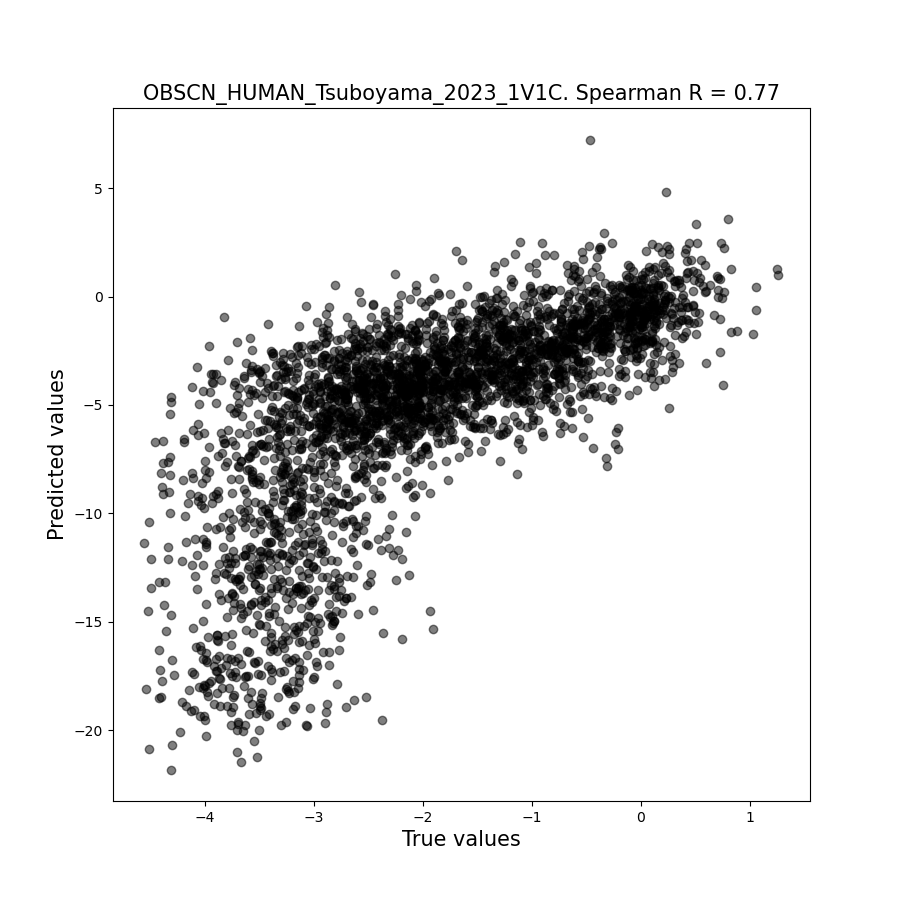 OBSCN_HUMAN_Tsuboyama_2023_1V1C. Spearman R = 0.77
5
0
−5
−10
−15
−20
Predicted values
−4 −3 −2 −1 0 1
True values